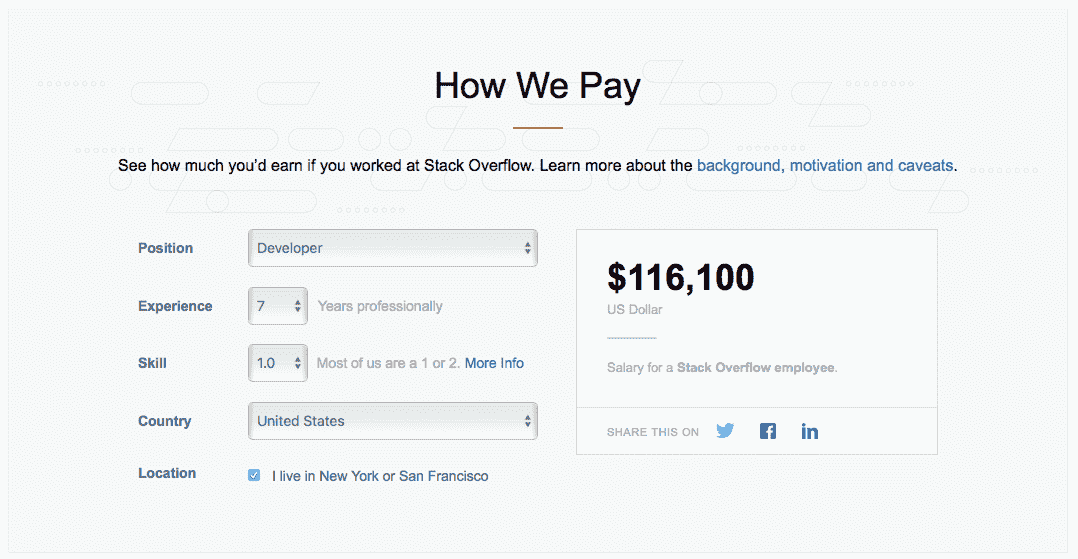 How We Pay
See how much you'd earn if you worked at Stack Overflow. Learn more about the background, motivation and caveats.
Position
Developer
Experience
7
Years professionally
Skill
1.0
Most of us are a 1 or 2. More Info
Country
United States
Location
I live in New York or San Francisco
$116,100
US Dollar
Salary for a Stack Overflow employee.
SHARE THIS ON